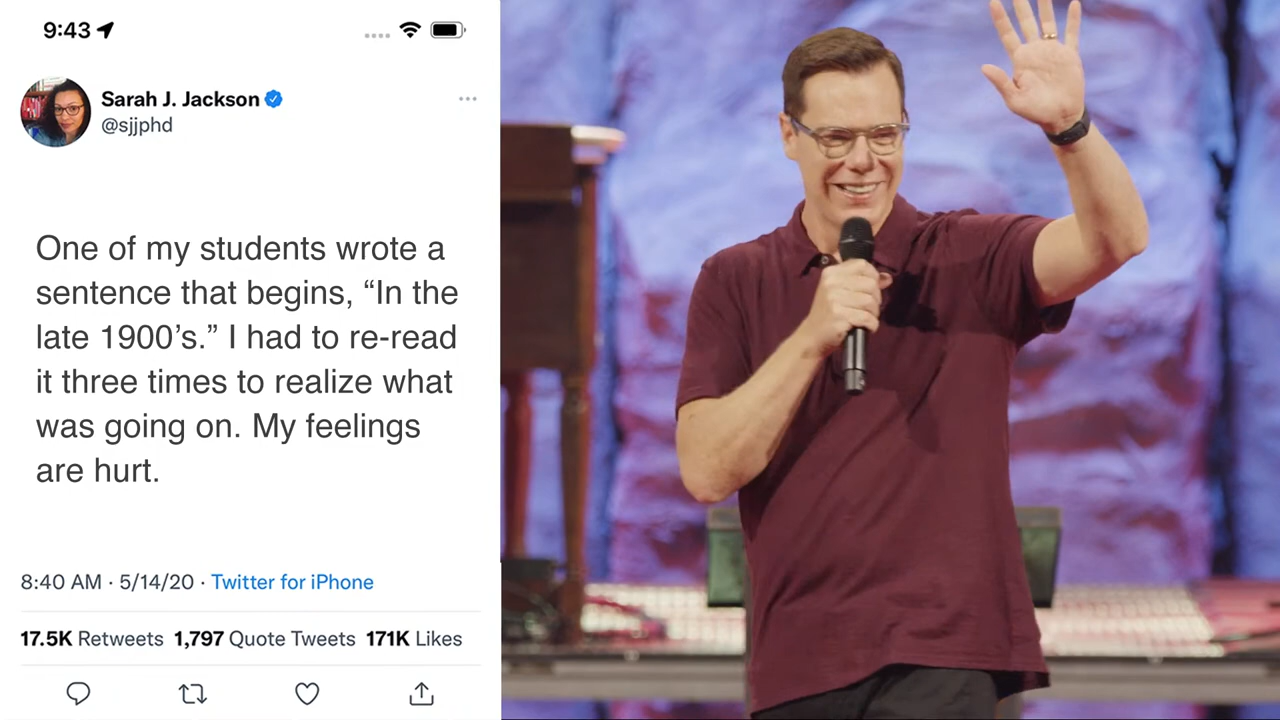 9:43
Sarah J. Jackson
@sjjphd
One of my students wrote a
sentence that begins, “In the
late 1900’s.” I had to re-read
it three times to realize what
was going on. My feelings
are hurt.
8:40 AM · 5/14/20 · Twitter for iPhone
17.5K Retweets 1,797 Quote Tweets 171K Likes